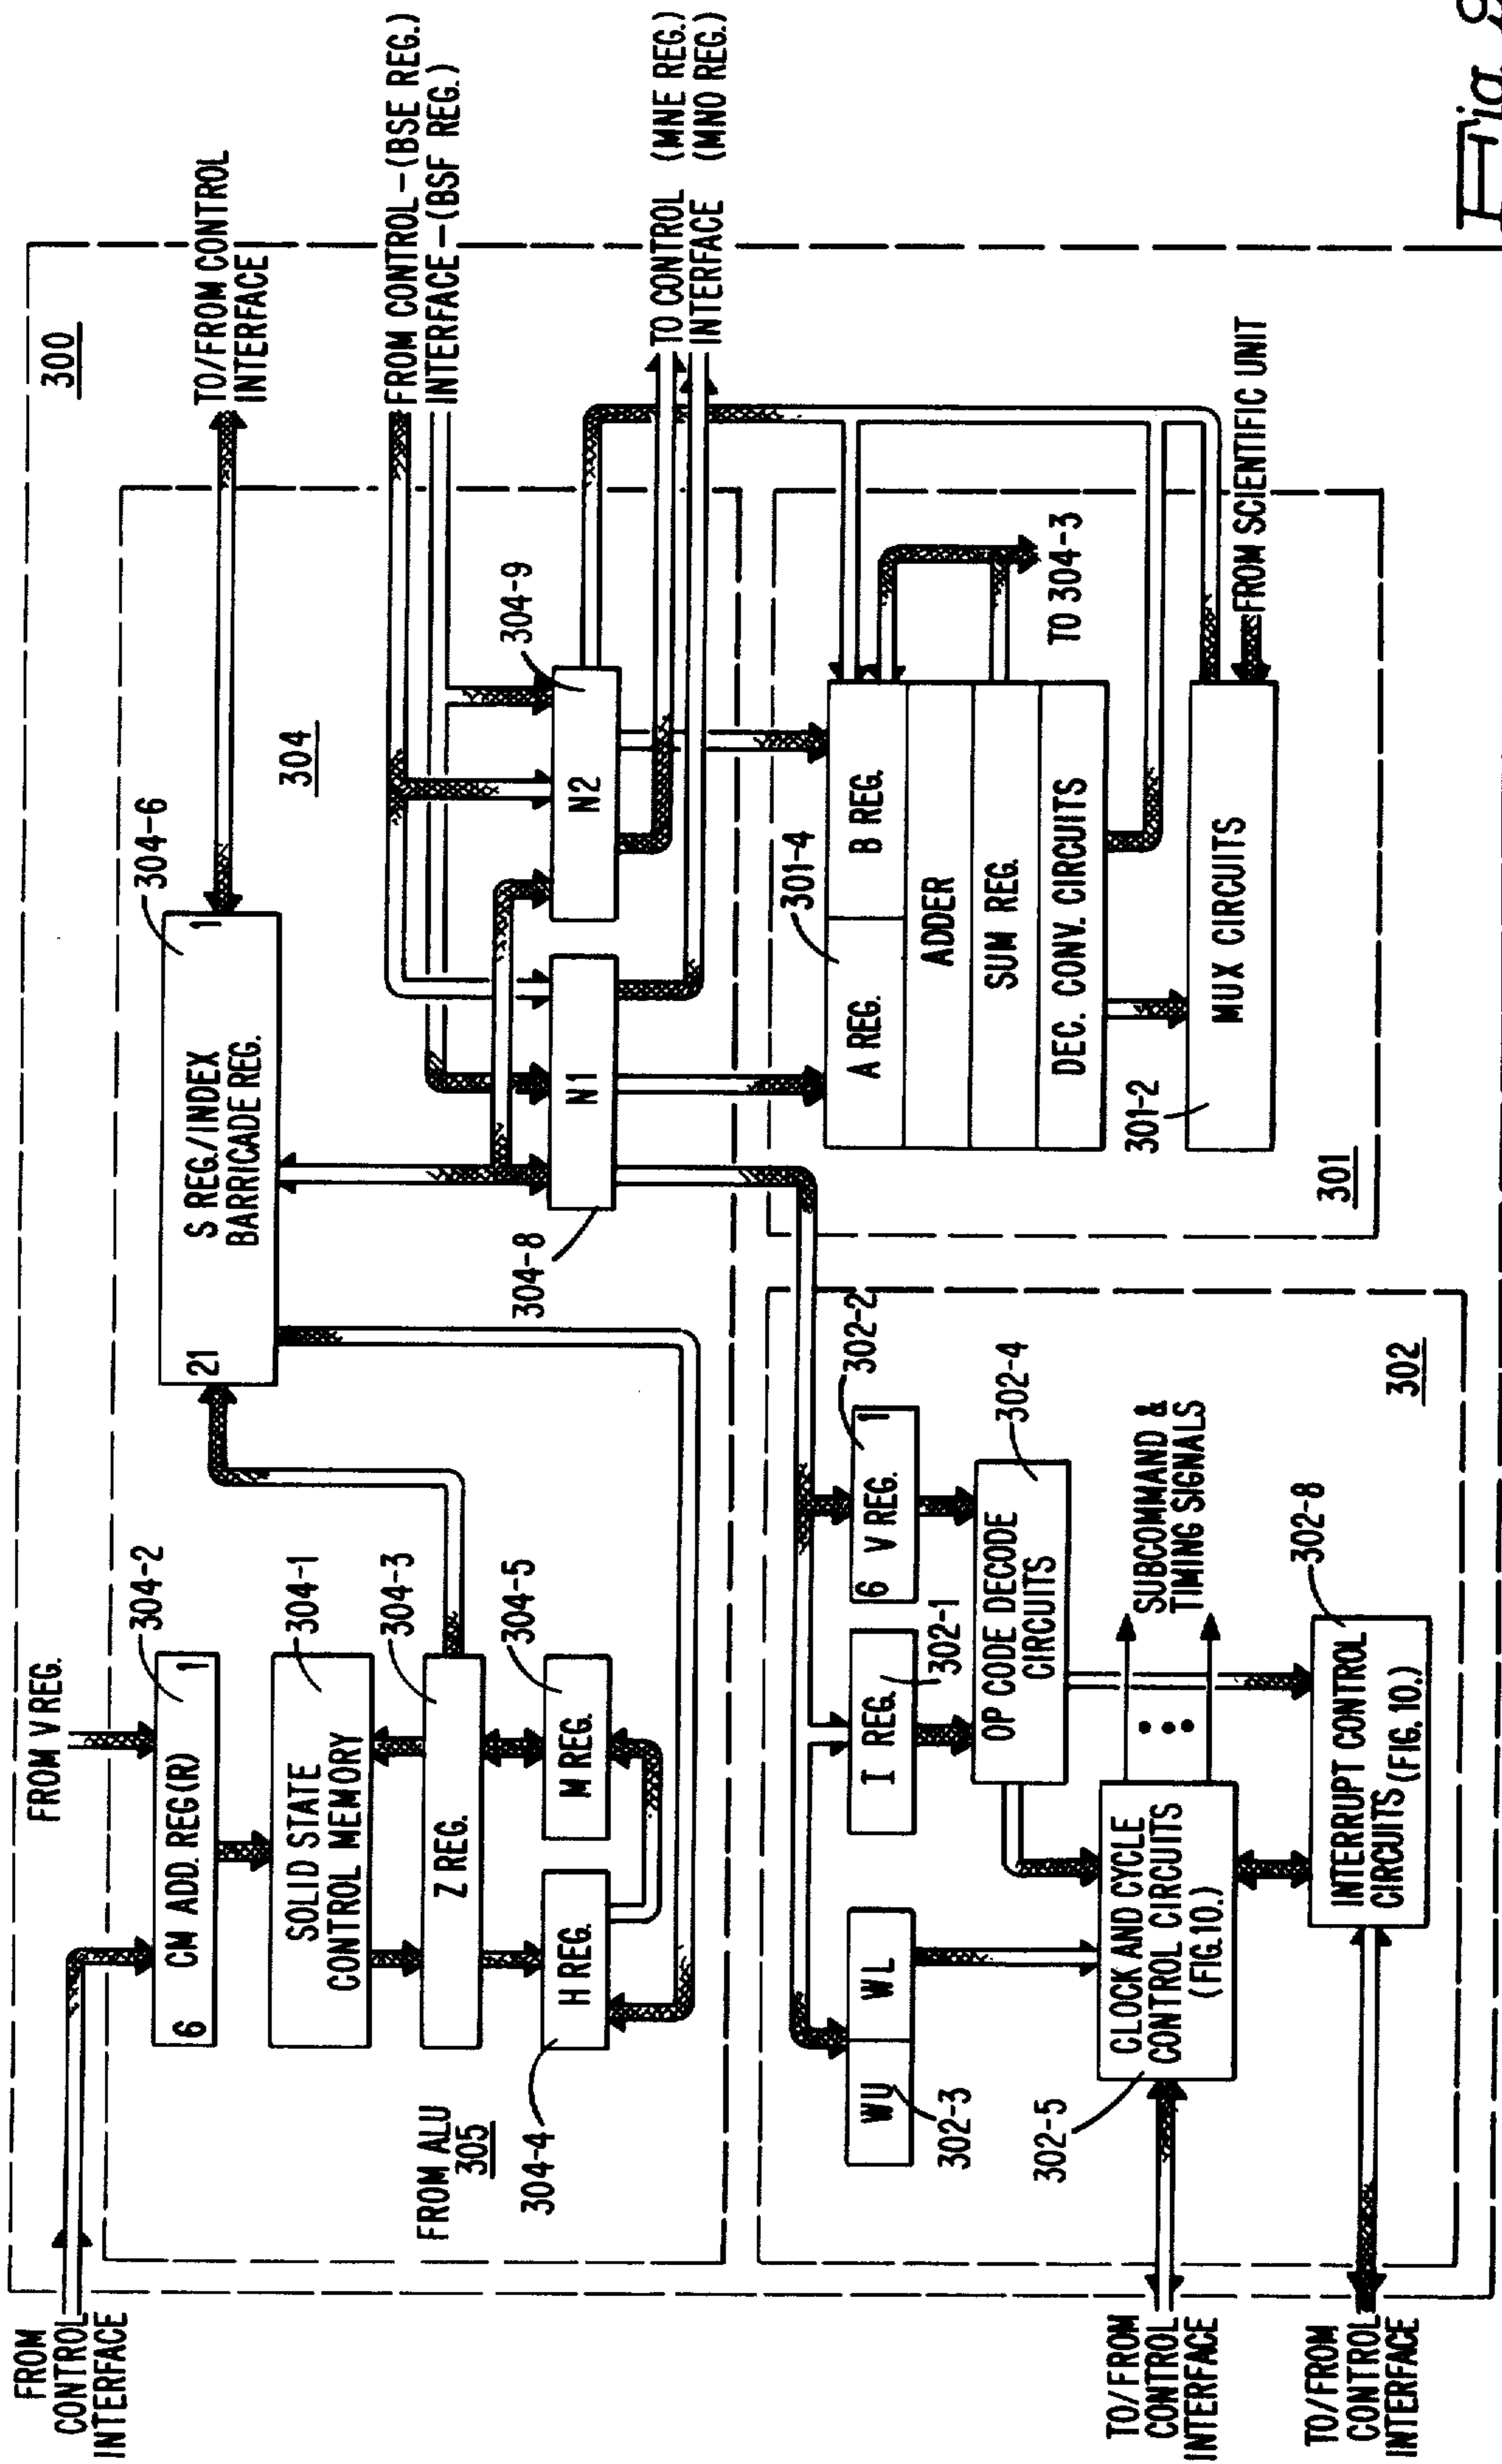 FROM
CONTROL
INTERFACE
FROM V REG.
6 CM ADD. REG(R) 1
304-2
SOLID STATE
CONTROL MEMORY
304-1
Z REG.
304-3
H REG.
304-4
M REG.
304-5
FROM ALU
305
21 S REG/INDEX
BARRICADE REG. 1
304-6
304
300
TO/FROM CONTROL
INTERFACE
FROM CONTROL-(BSE REG.)
INTERFACE-(BSF REG.)
TO CONTROL (MNE REG.)
INTERFACE (MNO REG.)
N1
304-8
N2
304-9
WU WL
302-3
I REG.
302-1
6 V REG. 1
302-2
OP CODE DECODE
CIRCUITS
302-4
CLOCK AND CYCLE
CONTROL CIRCUITS
(FIG.10.)
302-5
SUBCOMMAND &
TIMING SIGNALS
INTERRUPT CONTROL
CIRCUITS (FIG. 10.)
302-8
302
TO/FROM
CONTROL
INTERFACE
TO/FROM
CONTROL
INTERFACE
A REG. B REG.
301-4
ADDER
SUM REG.
DEC. CONV. CIRCUITS
TO 304-3
MUX CIRCUITS
301-2
301
FROM SCIENTIFIC UNIT
Fig.